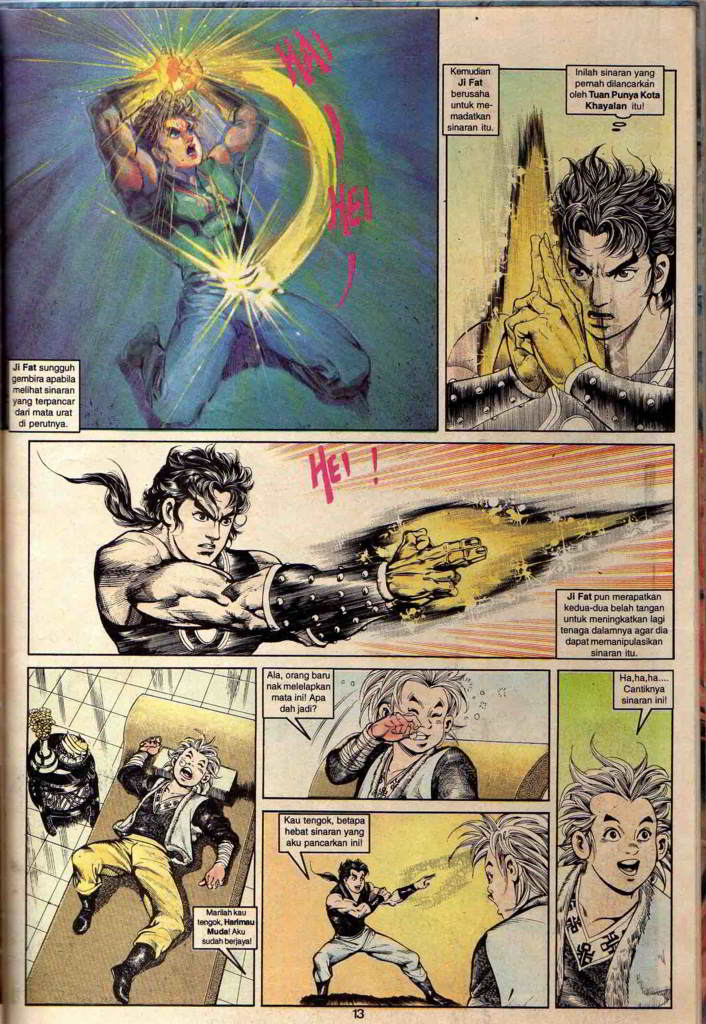 HAI
!
HEI
!
Ji Fat sungguh
gembira apabila
melihat sinaran
yang terpancar
dari mata urat
di perutnya.
Kemudian
Ji Fat
berusaha
untuk me-
madatkan
sinaran itu.
Inilah sinaran yang
pernah dilancarkan
oleh Tuan Punya Kota
Khayalan itu!
HEI !
Ji Fat pun merapatkan
kedua-dua belah tangan
untuk meningkatkan lagi
tenaga dalamnya agar dia
dapat memanipulasikan
sinaran itu.
Marilah kau
tengok, Harimau
Muda! Aku
sudah berjaya!
Ala, orang baru
nak melelapkan
mata ini! Apa
dah jadi?
Kau tengok, betapa
hebat sinaran yang
aku pancarkan ini!
Ha,ha,ha....
Cantiknya
sinaran ini!
13